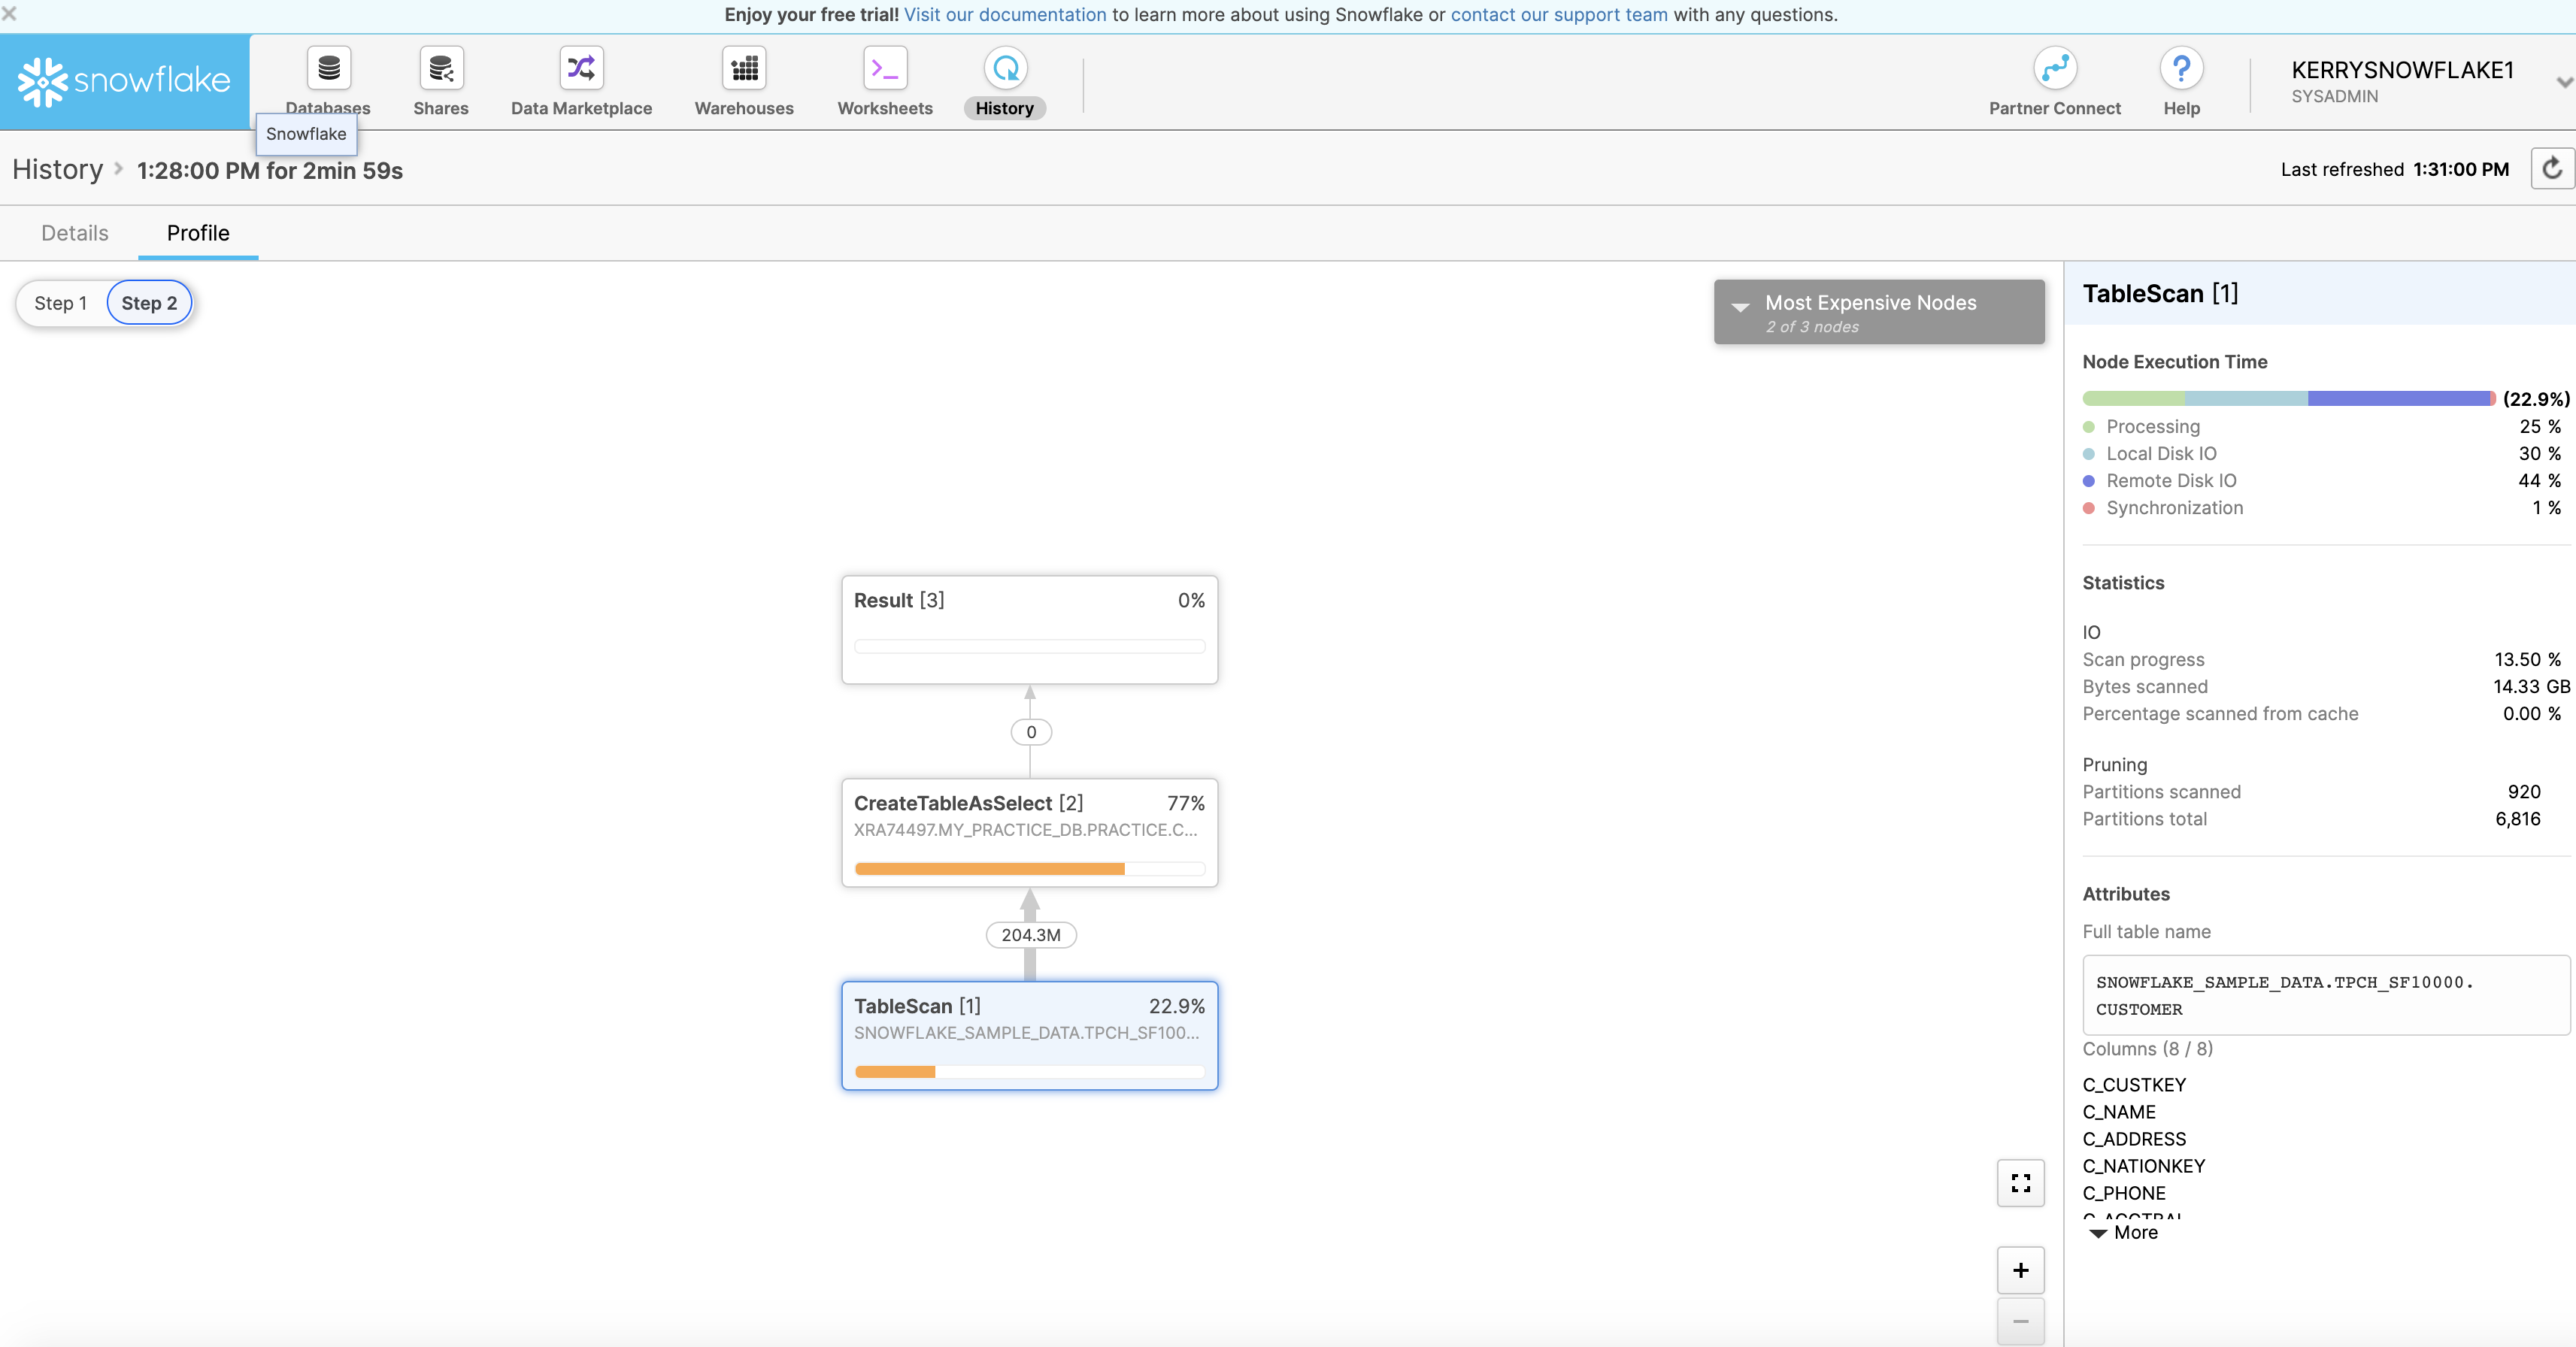 Enjoy your free trial! Visit our documentation to learn more about using Snowflake or contact our support team with any questions.
snowflake
Databases
Shares
Data Marketplace
Warehouses
Worksheets
History
Partner Connect
Help
KERRYSNOWFLAKE1
SYSADMIN
Snowflake
History > 1:28:00 PM for 2min 59s
Last refreshed 1:31:00 PM
Details
Profile
Step 1
Step 2
Most Expensive Nodes
2 of 3 nodes
Result [3] 0%
0
CreateTableAsSelect [2] 77%
XRA74497.MY_PRACTICE_DB.PRACTICE.C...
204.3M
TableScan [1] 22.9%
SNOWFLAKE_SAMPLE_DATA.TPCH_SF100...
+
−
TableScan [1]
Node Execution Time
(22.9%)
Processing 25 %
Local Disk IO 30 %
Remote Disk IO 44 %
Synchronization 1 %
Statistics
IO
Scan progress 13.50 %
Bytes scanned 14.33 GB
Percentage scanned from cache 0.00 %
Pruning
Partitions scanned 920
Partitions total 6,816
Attributes
Full table name
SNOWFLAKE_SAMPLE_DATA.TPCH_SF10000.
CUSTOMER
Columns (8 / 8)
C_CUSTKEY
C_NAME
C_ADDRESS
C_NATIONKEY
C_PHONE
More